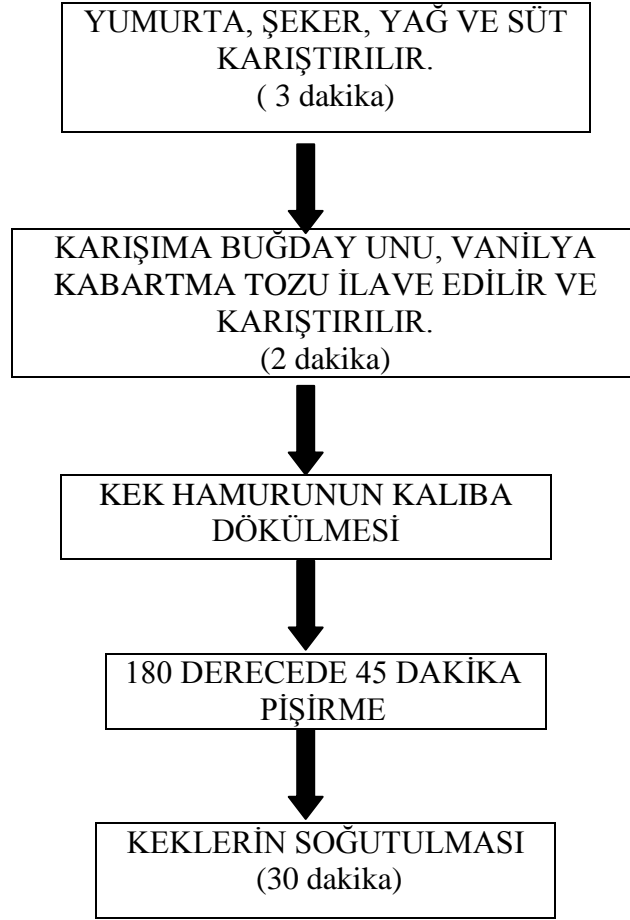 YUMURTA, ŞEKER, YAĞ VE SÜT
KARIŞTIRILIR.
( 3 dakika)
KARIŞIMA BUĞDAY UNU, VANİLYA
KABARTMA TOZU İLAVE EDİLİR VE
KARIŞTIRILIR.
(2 dakika)
KEK HAMURUNUN KALIBA
DÖKÜLMESİ
180 DERECEDE 45 DAKİKA
PİŞİRME
KEKLERİN SOĞUTULMASI
(30 dakika)